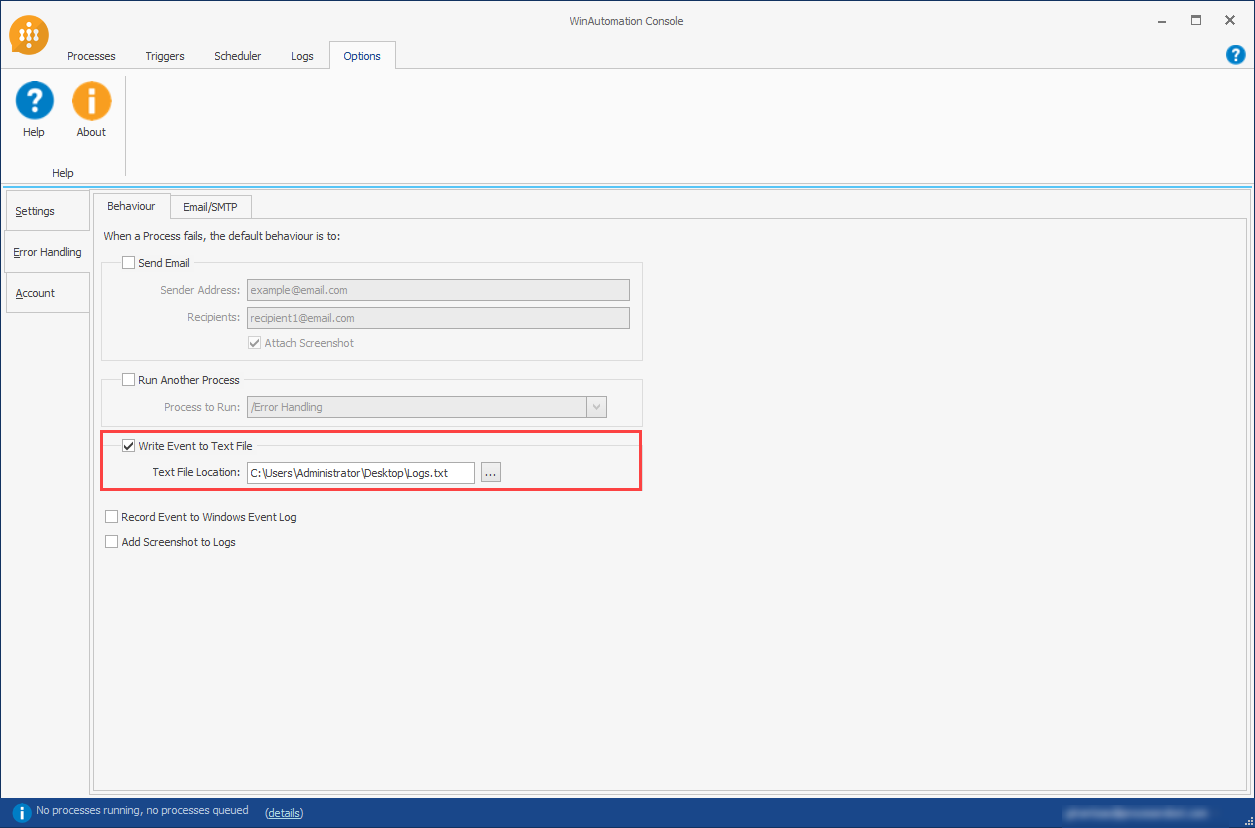 WinAutomation Console
Processes Triggers Scheduler Logs Options
Help About
Help
Settings
Error Handling
Account
Behaviour Email/SMTP
When a Process fails, the default behaviour is to:
Send Email
Sender Address: example@email.com
Recipients: recipient1@email.com
Attach Screenshot
Run Another Process
Process to Run: /Error Handling
Write Event to Text File
Text File Location: C:\Users\Administrator\Desktop\Logs.txt ...
Record Event to Windows Event Log
Add Screenshot to Logs
No processes running, no processes queued (details)